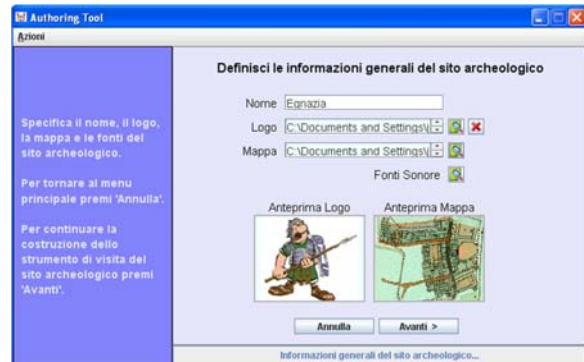 Authoring Tool
Azioni
Definisci le informazioni generali del sito archeologico
Specifica il nome, il logo,
la mappa e le fonti del
sito archeologico.
Per tornare al menu
principale premi 'Annulla'.
Per continuare la
costruzione dello
strumento di visita del
sito archeologico premi
'Avanti'.
Nome Egnazia
Logo C:\Documents and Settings\
Mappa C:\Documents and Settings\
Fonti Sonore
Anteprima Logo Anteprima Mappa
Annulla Avanti >
Informazioni generali del sito archeologico...